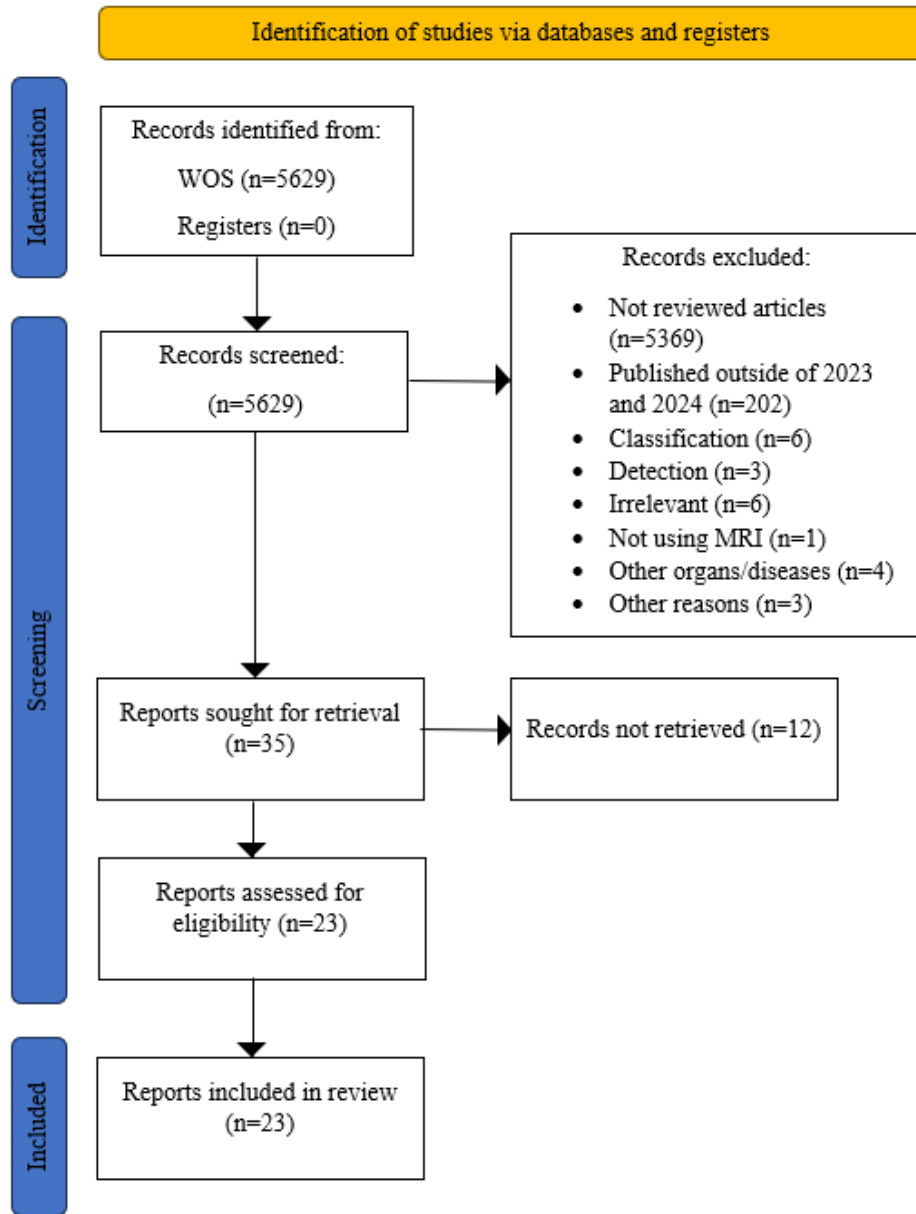 Identification of studies via databases and registers
Identification
Records identified from:
WOS (n=5629)
Registers (n=0)
Records excluded:
• Not reviewed articles
(n=5369)
• Published outside of 2023
and 2024 (n=202)
• Classification (n=6)
• Detection (n=3)
• Irrelevant (n=6)
• Not using MRI (n=1)
• Other organs/diseases (n=4)
• Other reasons (n=3)
Screening
Records screened:
(n=5629)
Reports sought for retrieval
(n=35)
Records not retrieved (n=12)
Reports assessed for
eligibility (n=23)
Included
Reports included in review
(n=23)